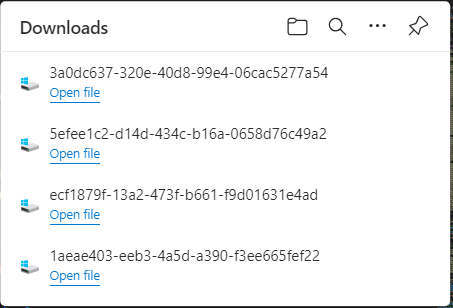 Downloads
3a0dc637-320e-40d8-99e4-06cac5277a54
Open file
5efee1c2-d14d-434c-b16a-0658d76c49a2
Open file
ecf1879f-13a2-473f-b661-f9d01631e4ad
Open file
1aeae403-eeb3-4a5d-a390-f3ee665fef22
Open file